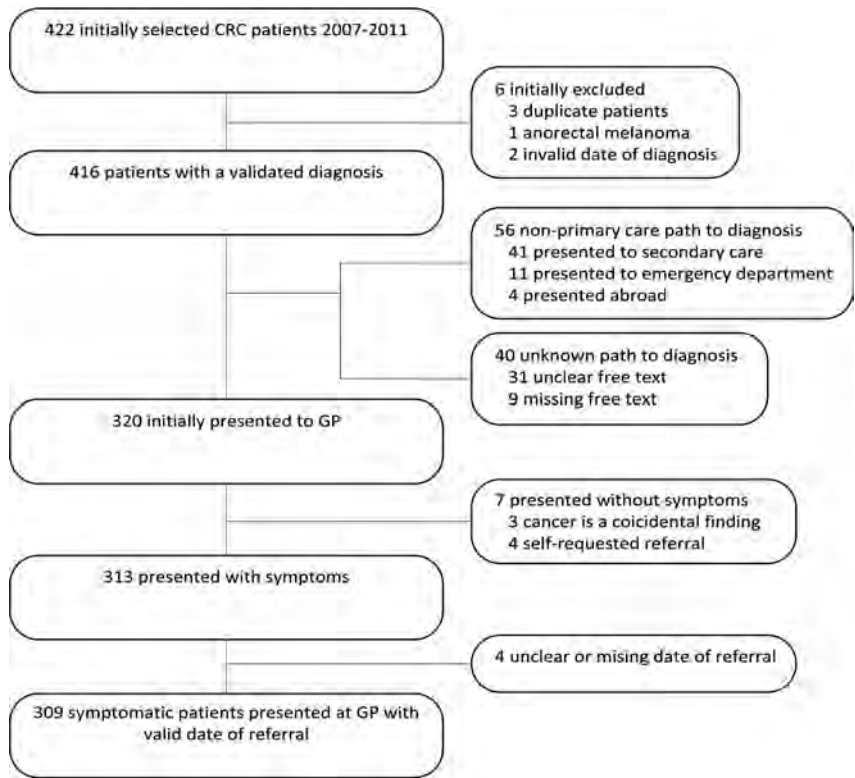 422 initially selected CRC patients 2007-2011
6 initially excluded
3 duplicate patients
1 anorectal melanoma
2 invalid date of diagnosis
416 patients with a validated diagnosis
56 non-primary care path to diagnosis
41 presented to secondary care
11 presented to emergency department
4 presented abroad
40 unknown path to diagnosis
31 unclear free text
9 missing free text
320 initially presented to GP
7 presented without symptoms
3 cancer is a coicidental finding
4 self-requested referral
313 presented with symptoms
4 unclear or mising date of referral
309 symptomatic patients presented at GP with
valid date of referral